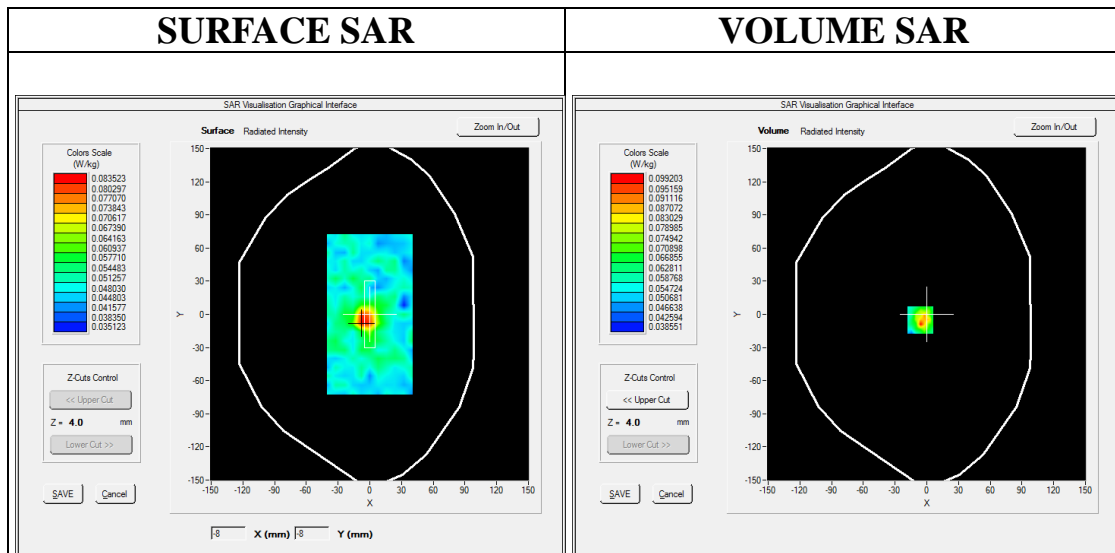 SURFACE SAR
VOLUME SAR
SAR Visualisation Graphical Interface
Surface Radiated Intensity
Zoom In/Out
Colors Scale
(W/kg)
0.083523
0.080297
0.077070
0.073843
0.070617
0.067390
0.064163
0.060937
0.057710
0.054483
0.051257
0.048030
0.044803
0.041577
0.038350
0.035123
Z-Cuts Control
<< Upper Cut
Z = 4.0 mm
Lower Cut >>
SAVE Cancel
150
120
90
60
30
0
-30
-60
-90
-120
-150
Y
-150 -120 -90 -60 -30 0 30 60 90 120 150
X
-8 X (mm) -8 Y (mm)
SAR Visualisation Graphical Interface
Volume Radiated Intensity
Zoom In/Out
Colors Scale
(W/kg)
0.099203
0.095159
0.091116
0.087072
0.083029
0.078985
0.074942
0.070898
0.066855
0.062811
0.058768
0.054724
0.050681
0.046638
0.042594
0.038551
Z-Cuts Control
<< Upper Cut
Z = 4.0 mm
Lower Cut >>
SAVE Cancel
150
120
90
60
30
0
-30
-60
-90
-120
-150
Y
-150 -120 -90 -60 -30 0 30 60 90 120 150
X